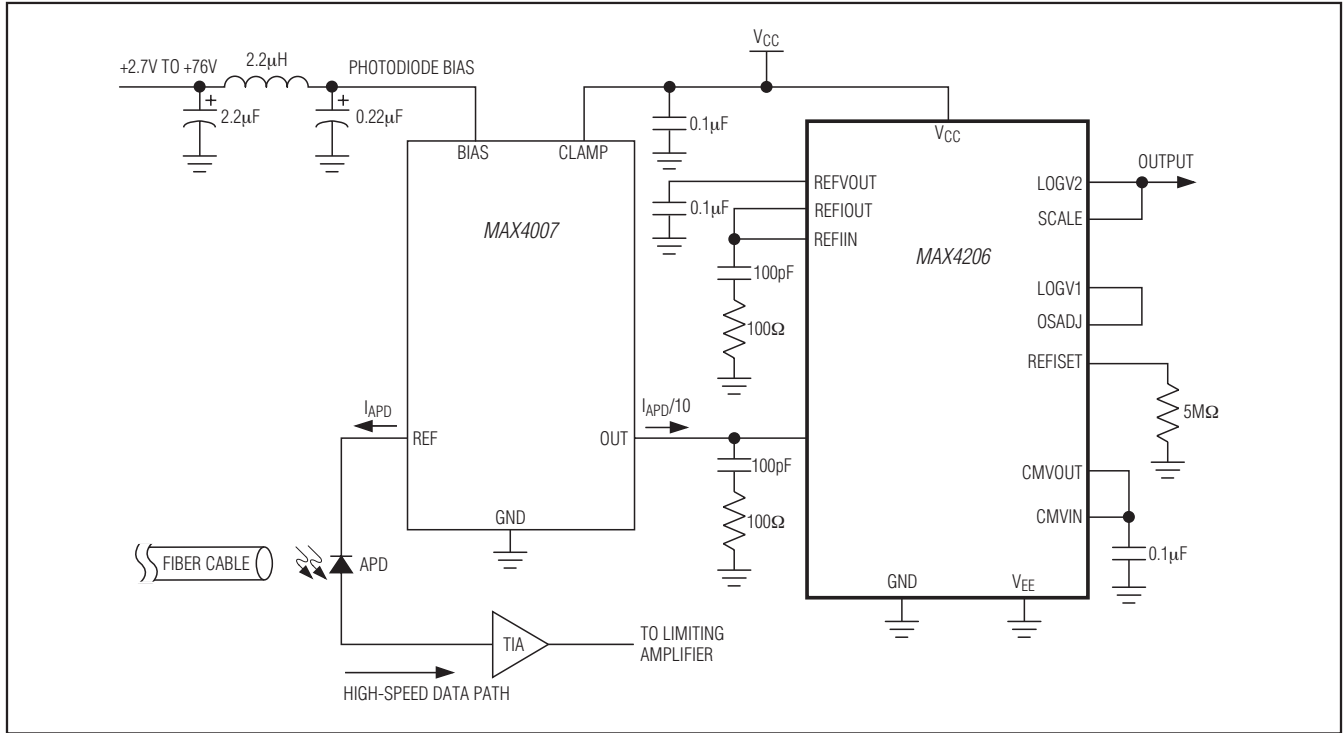 V_CC
+2.7V TO +76V
2.2μH
PHOTODIODE BIAS
+
2.2μF
+
0.22μF
0.1μF
BIAS
CLAMP
V_CC
REFVOUT
LOGV2
OUTPUT
0.1μF
REFIOUT
SCALE
REFIIN
MAX4007
MAX4206
100pF
LOGV1
100Ω
OSADJ
REFISET
5MΩ
I_APD
I_APD/10
REF
OUT
100pF
CMVOUT
100Ω
CMVIN
GND
0.1μF
FIBER CABLE
APD
GND
V_EE
TIA
TO LIMITING
AMPLIFIER
HIGH-SPEED DATA PATH